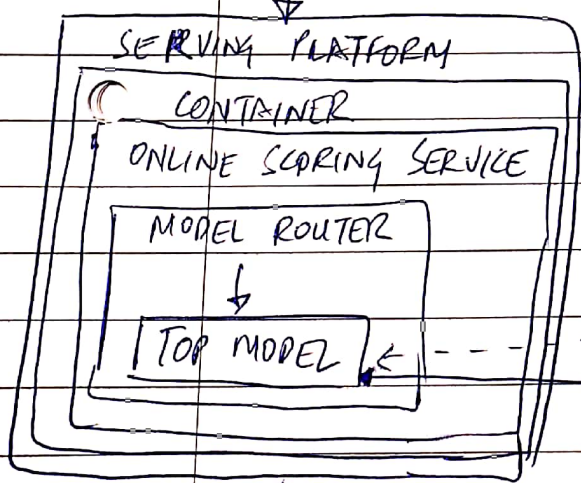 SERVING PLATFORM
CONTAINER
ONLINE SCORING SERVICE
MODEL ROUTER
TOP MODEL